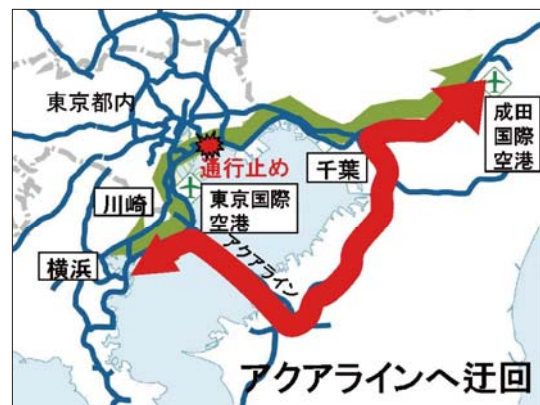 東京都内
成田
国際
空港
通行止め
千葉
川崎
東京国際
空港
横浜
アクアライン
アクアラインへ迂回